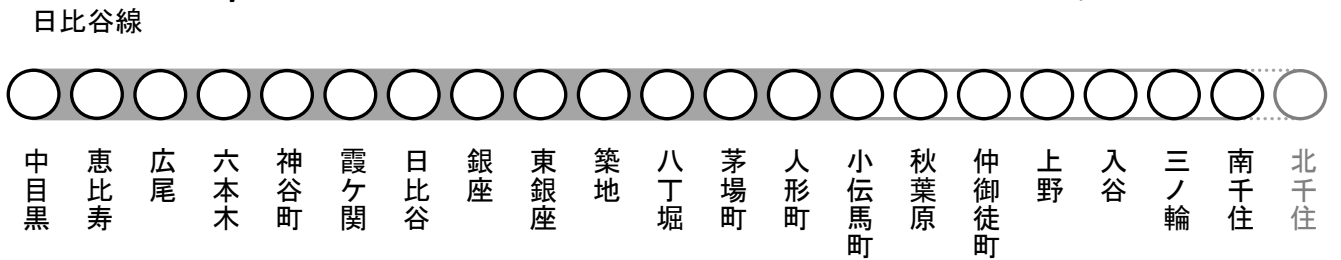 日比谷線
中目黒
恵比寿
広尾
六本木
神谷町
霞ケ関
日比谷
銀座
東銀座
築地
八丁堀
茅場町
人形町
小伝馬町
秋葉原
仲御徒町
上野
入谷
三ノ輪
南千住
北千住